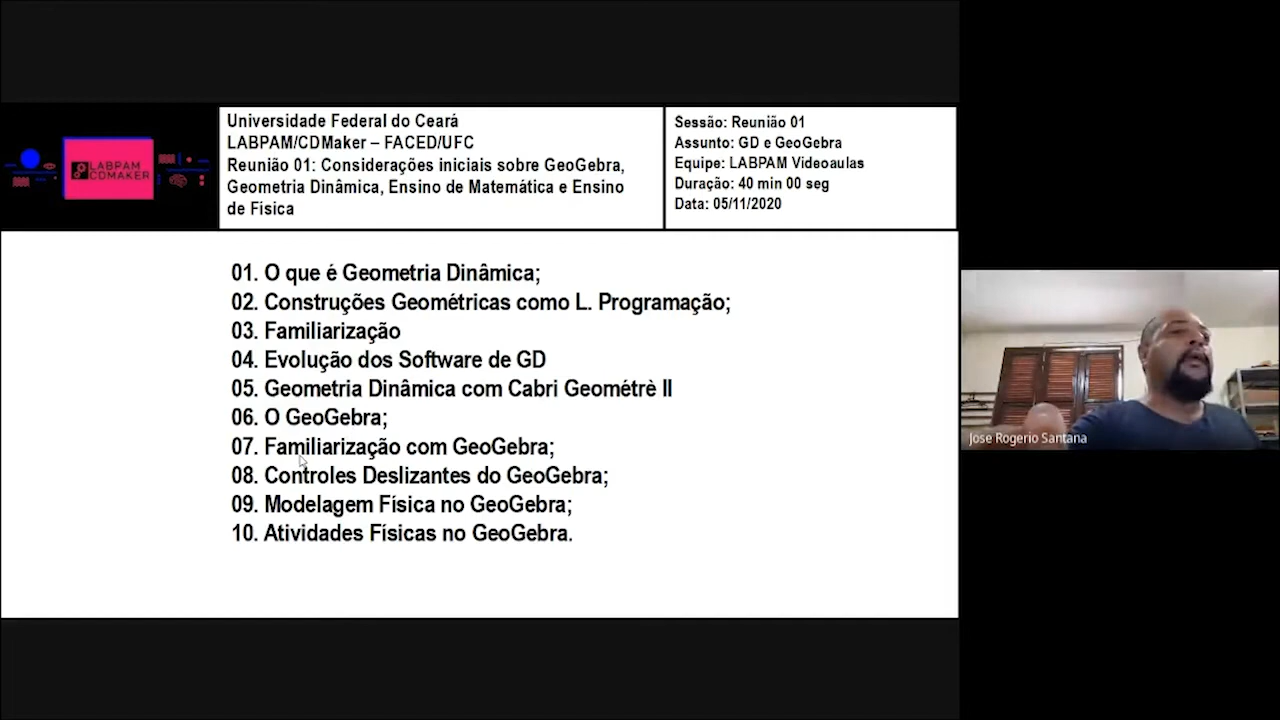 LABPAM
CDMAKER
Universidade Federal do Ceará
LABPAM/CDMaker – FACED/UFC
Reunião 01: Considerações iniciais sobre GeoGebra,
Geometria Dinâmica, Ensino de Matemática e Ensino
de Física
Sessão: Reunião 01
Assunto: GD e GeoGebra
Equipe: LABPAM Videoaulas
Duração: 40 min 00 seg
Data: 05/11/2020
01. O que é Geometria Dinâmica;
02. Construções Geométricas como L. Programação;
03. Familiarização
04. Evolução dos Software de GD
05. Geometria Dinâmica com Cabri Geométrè II
06. O GeoGebra;
07. Familiarização com GeoGebra;
08. Controles Deslizantes do GeoGebra;
09. Modelagem Física no GeoGebra;
10. Atividades Físicas no GeoGebra.
Jose Rogerio Santana